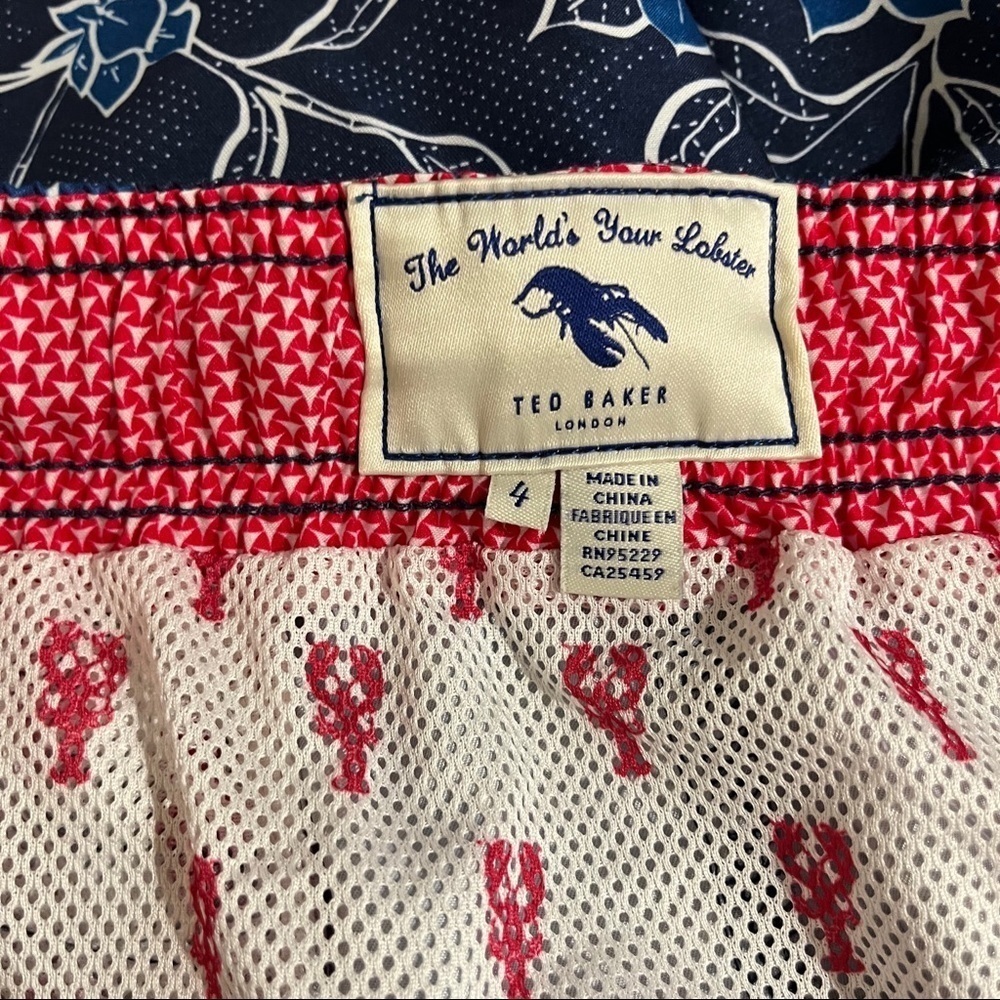 The World's Your Lobster
TED BAKER
LONDON
4
MADE IN
CHINA
FABRIQUE EN
CHINE
RN95229
CA25459